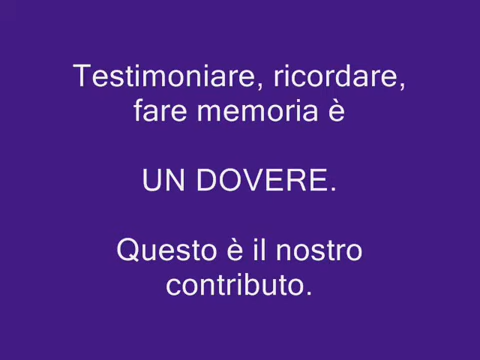 Testimoniare, ricordare,
fare memoria è
UN DOVERE.
Questo è il nostro
contributo.